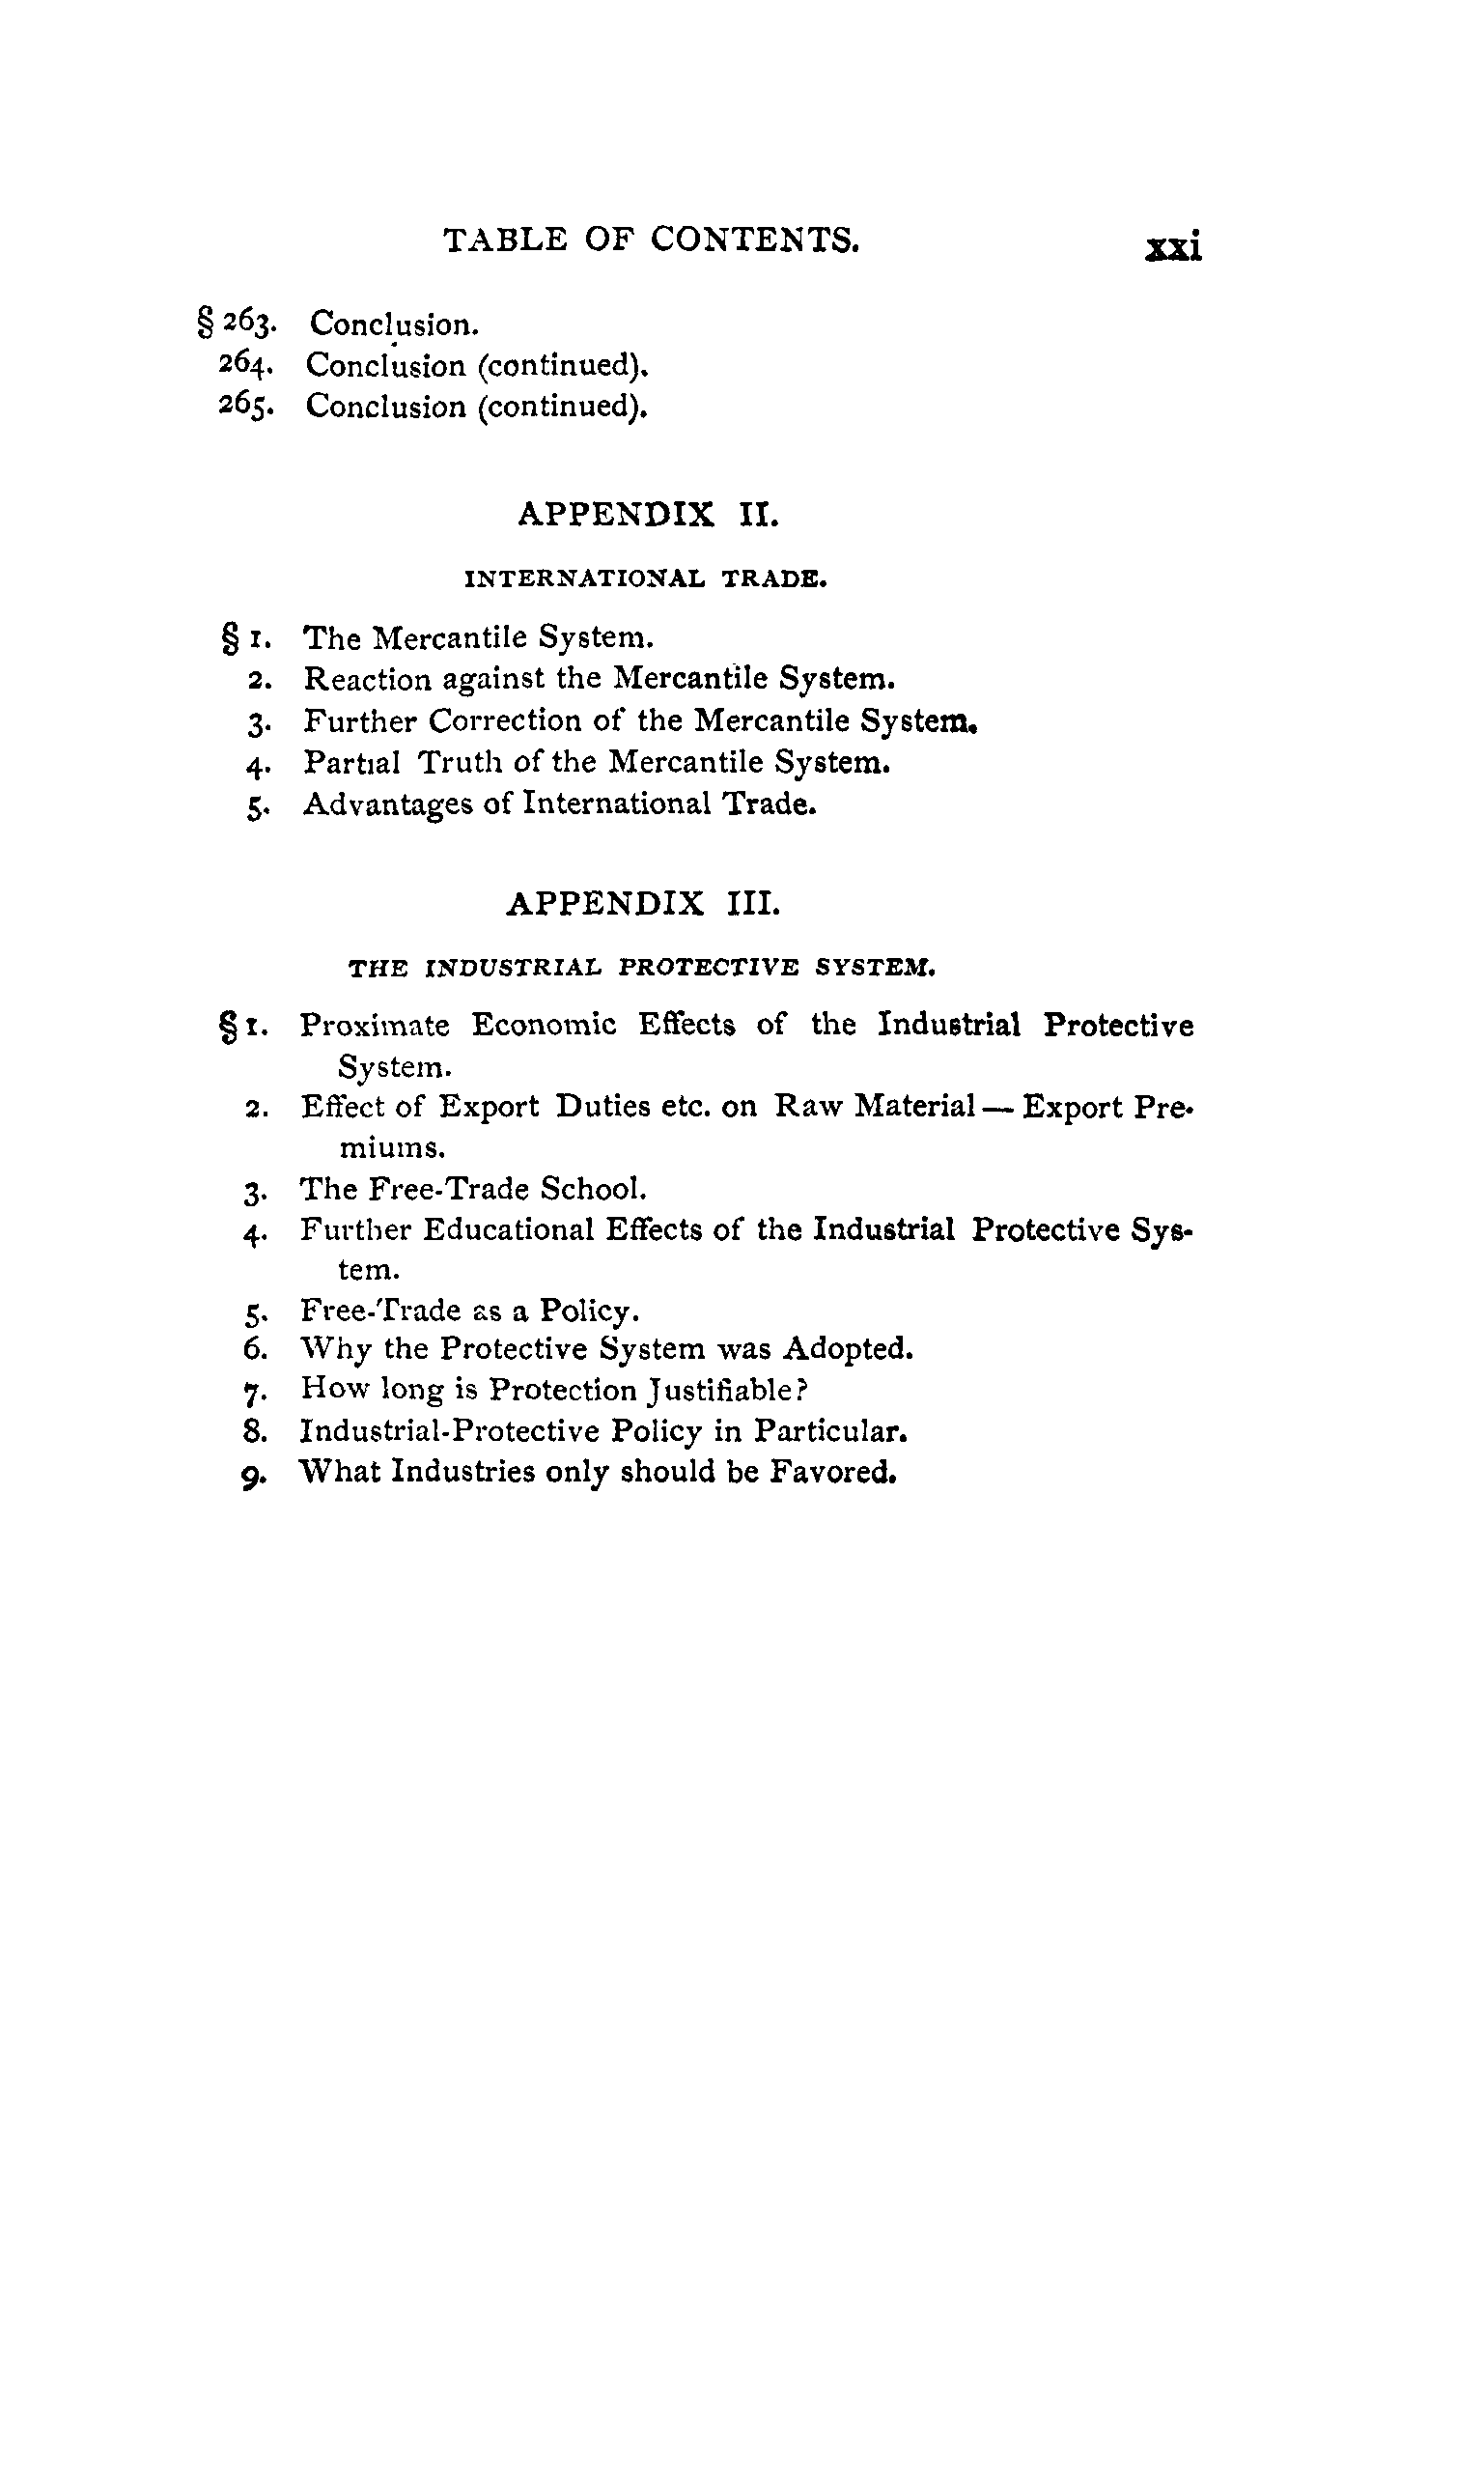 TABLE OF CONTENTS. xxi
§ 263. Conclusion.
264. Conclusion (continued).
265. Conclusion (continued).
APPENDIX II.
INTERNATIONAL TRADE.
§ 1. The Mercantile System.
2. Reaction against the Mercantile System.
3. Further Correction of the Mercantile System.
4. Partial Truth of the Mercantile System.
5. Advantages of International Trade.
APPENDIX III.
THE INDUSTRIAL PROTECTIVE SYSTEM.
§ 1. Proximate Economic Effects of the Industrial Protective
System.
2. Effect of Export Duties etc. on Raw Material — Export Pre-
miums.
3. The Free-Trade School.
4. Further Educational Effects of the Industrial Protective Sys-
tem.
5. Free-Trade as a Policy.
6. Why the Protective System was Adopted.
7. How long is Protection Justifiable?
8. Industrial-Protective Policy in Particular.
9. What Industries only should be Favored.